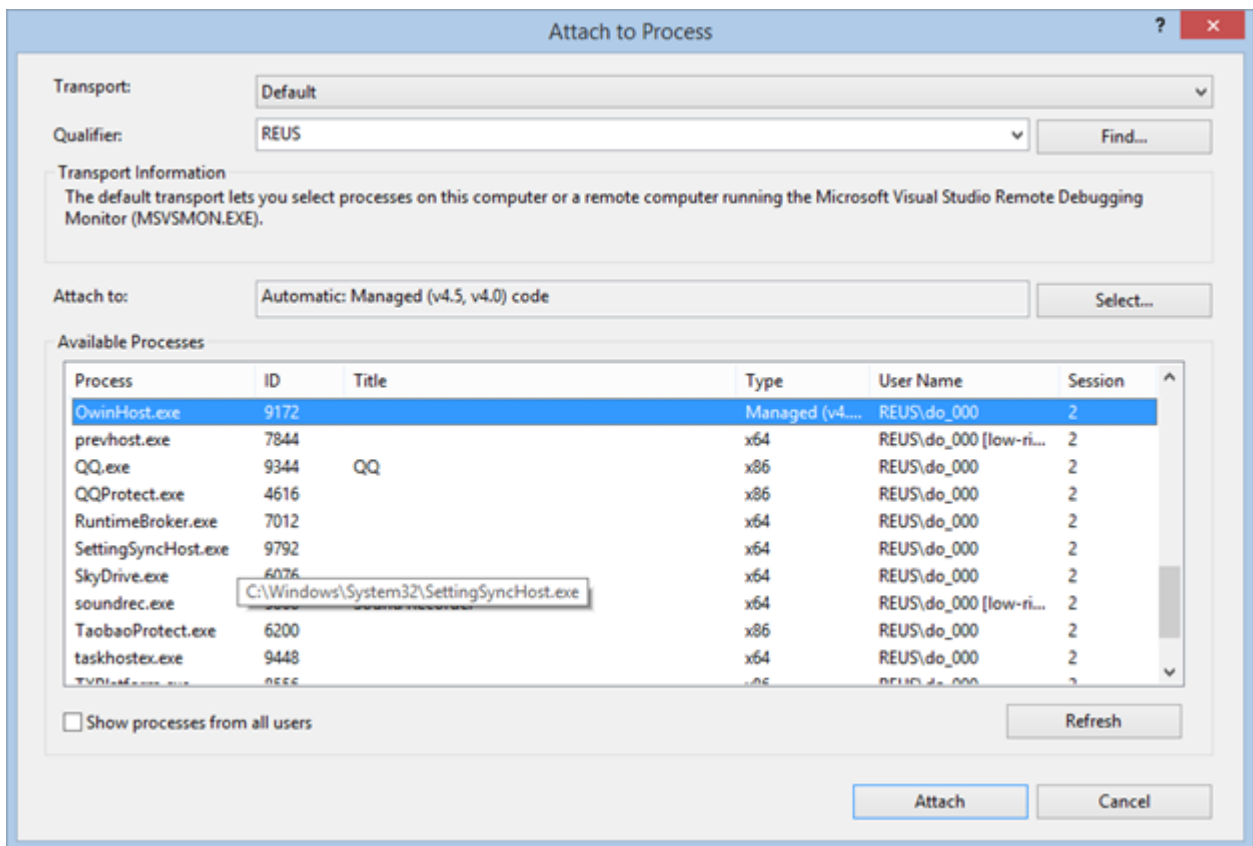 Attach to Process
?
Transport: Default
Qualifier: REUS Find...
Transport Information
The default transport lets you select processes on this computer or a remote computer running the Microsoft Visual Studio Remote Debugging
Monitor (MSVSMON.EXE).
Attach to: Automatic: Managed (v4.5, v4.0) code Select...
Available Processes
Process ID Title Type User Name Session
OwinHost.exe 9172 Managed (v4.... REUS\do_000 2
prevhost.exe 7844 x64 REUS\do_000 [low-ri... 2
QQ.exe 9344 QQ x86 REUS\do_000 2
QQProtect.exe 4616 x86 REUS\do_000 2
RuntimeBroker.exe 7012 x64 REUS\do_000 2
SettingSyncHost.exe 9792 x64 REUS\do_000 2
SkyDrive.exe 6076 x64 REUS\do_000 2
C:\Windows\System32\SettingSyncHost.exe
soundrec.exe x64 REUS\do_000 [low-ri... 2
TaobaoProtect.exe 6200 x86 REUS\do_000 2
taskhostex.exe 9448 x64 REUS\do_000 2
Show processes from all users Refresh
Attach Cancel